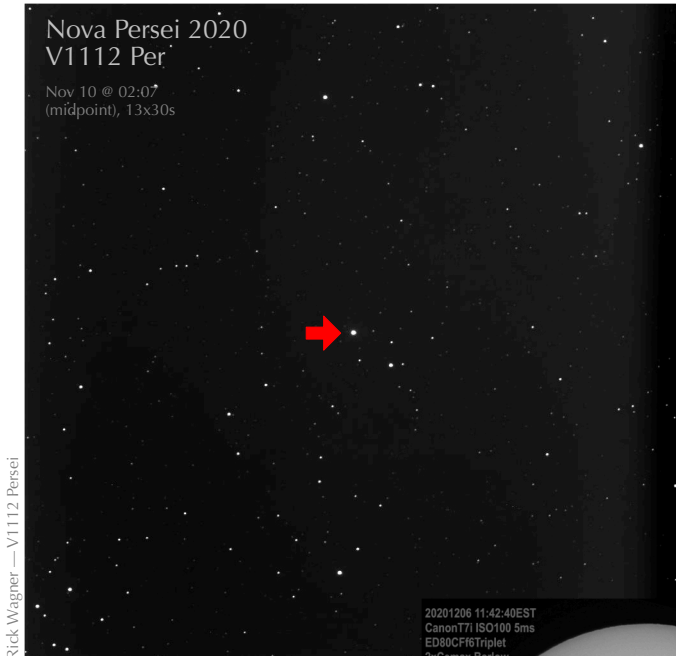 Nova Persei 2020
V1112 Per
Nov 10 @ 02:07
(midpoint), 13x30s
Rick Wagner — V1112 Persei
20201206 11:42:40EST
CanonT7i ISO100 5ms
ED80CFf6Triplet